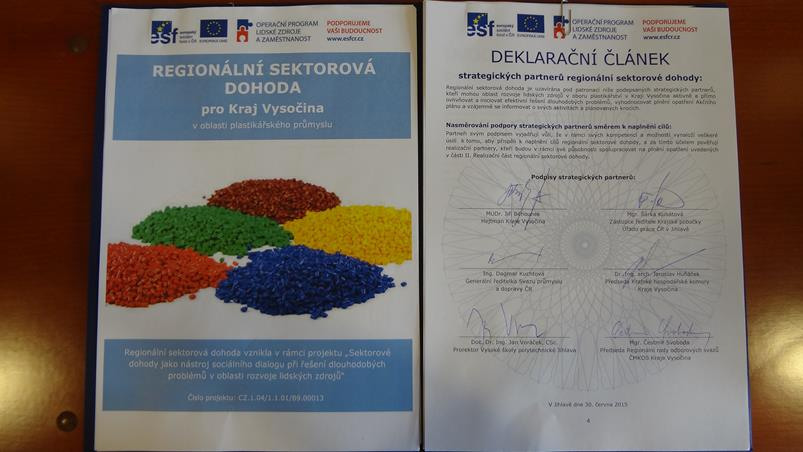 esf
evropský
sociální
fond v ČR
EVROPSKÁ UNIE
OPERAČNÍ PROGRAM
LIDSKÉ ZDROJE
A ZAMĚSTNANOST
PODPORUJEME
VAŠI BUDOUCNOST
www.esfcr.cz
REGIONÁLNÍ SEKTOROVÁ
DOHODA
pro Kraj Vysočina
v oblasti plastikářského průmyslu
Regionální sektorová dohoda vznikla v rámci projektu „Sektorové
dohody jako nástroj sociálního dialogu při řešení dlouhodobých
problémů v oblasti rozvoje lidských zdrojů“
Číslo projektu: CZ.1.04/1.1.01/89.00013
esf
evropský
sociální
fond v ČR
EVROPSKÁ UNIE
OPERAČNÍ PROGRAM
LIDSKÉ ZDROJE
A ZAMĚSTNANOST
PODPORUJEME
VAŠI BUDOUCNOST
www.esfcr.cz
DEKLARAČNÍ ČLÁNEK
strategických partnerů regionální sektorové dohody:
Regionální sektorová dohoda je uzavírána pod patronací níže podepsaných strategických partnerů,
kteří mohou oblast rozvoje lidských zdrojů v oboru plastikářství v Kraji Vysočina aktivně a přímo
ovlivňovat a iniciovat efektivní řešení dlouhodobých problémů, vyhodnocovat plnění opatření Akčního
plánu a vzájemně se informovat o svých aktivitách a plánovaných krocích.
Nasměrování podpory strategických partnerů směrem k naplnění cílů:
Partneři svým podpisem vyjadřují vůli, že v rámci svých kompetencí a možností vynaloží veškeré
úsilí k tomu, aby přispěli k naplnění cílů regionální sektorové dohody, a za tímto účelem pověřují
realizační partnery, kteří budou v rámci své působnosti spolupracovat na plnění opatření uvedených
v části II. Realizační část regionální sektorové dohody.
Podpisy strategických partnerů:
MUDr. Jiří Běhounek
Hejtman Kraje Vysočina
Mgr. Šárka Kulsátová
Zástupce ředitele Krajské pobočky
Úřadu práce ČR v Jihlavě
Ing. Dagmar Kuchtová
Generální ředitelka Svazu průmyslu
a dopravy ČR
Dr. Ing. arch. Jaroslav Huňáček
Předseda Krajské hospodářské komory
Kraje Vysočina
Doc. Dr. Ing. Jan Voráček, CSc.
Prorektor Vysoké školy polytechnické Jihlava
Mgr. Čestmír Svoboda
Předseda Regionální rady odborových svazů
ČMKOS Kraje Vysočina
V Jihlavě dne 30. června 2015
4